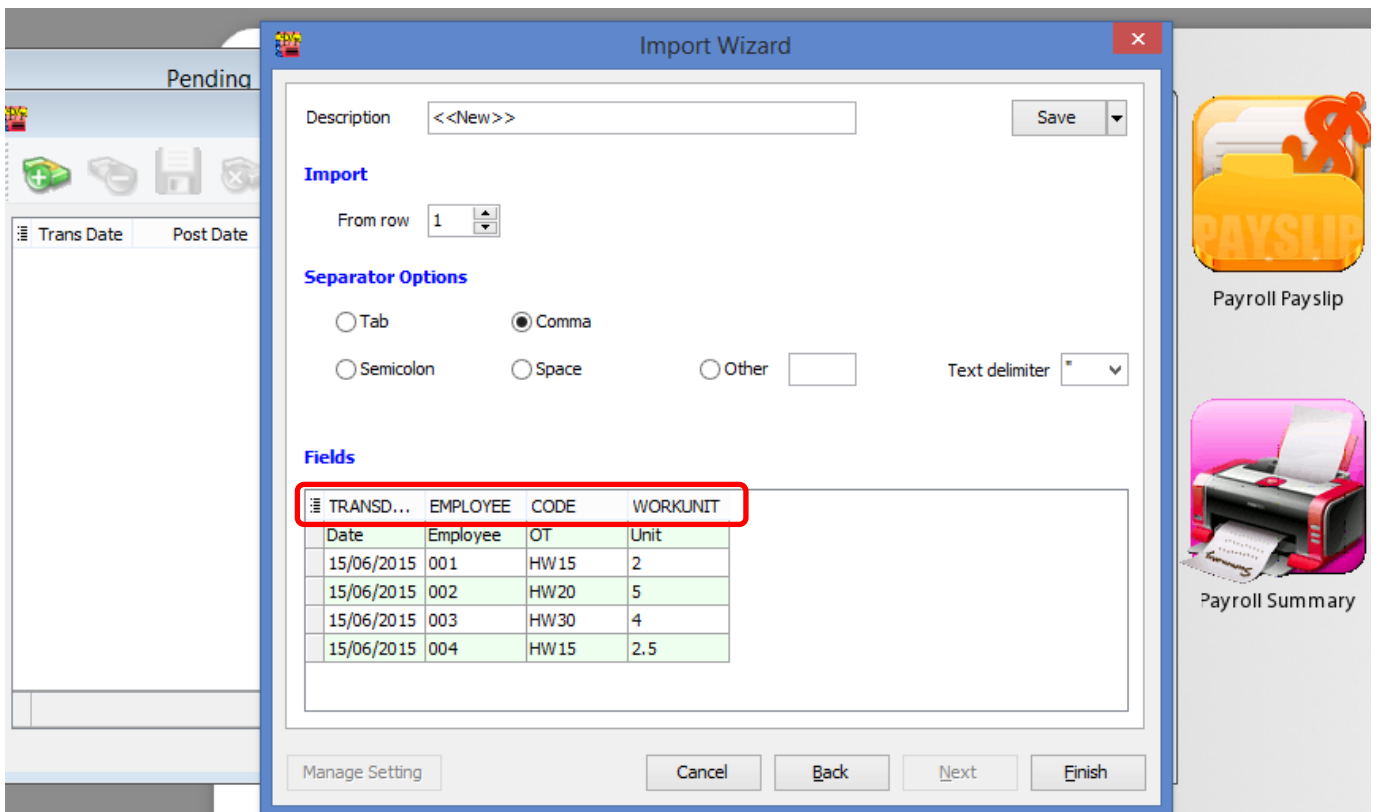 Import Wizard
Pending
Description <<New>> Save
Import
From row 1
Trans Date Post Date
Separator Options
Tab Comma
Semicolon Space Other Text delimiter "
Fields
TRANSD... EMPLOYEE CODE WORKUNIT
Date Employee OT Unit
15/06/2015 001 HW15 2
15/06/2015 002 HW20 5
15/06/2015 003 HW30 4
15/06/2015 004 HW15 2.5
Manage Setting Cancel Back Next Finish
PAYSLIP
Payroll Payslip
Summary
Payroll Summary